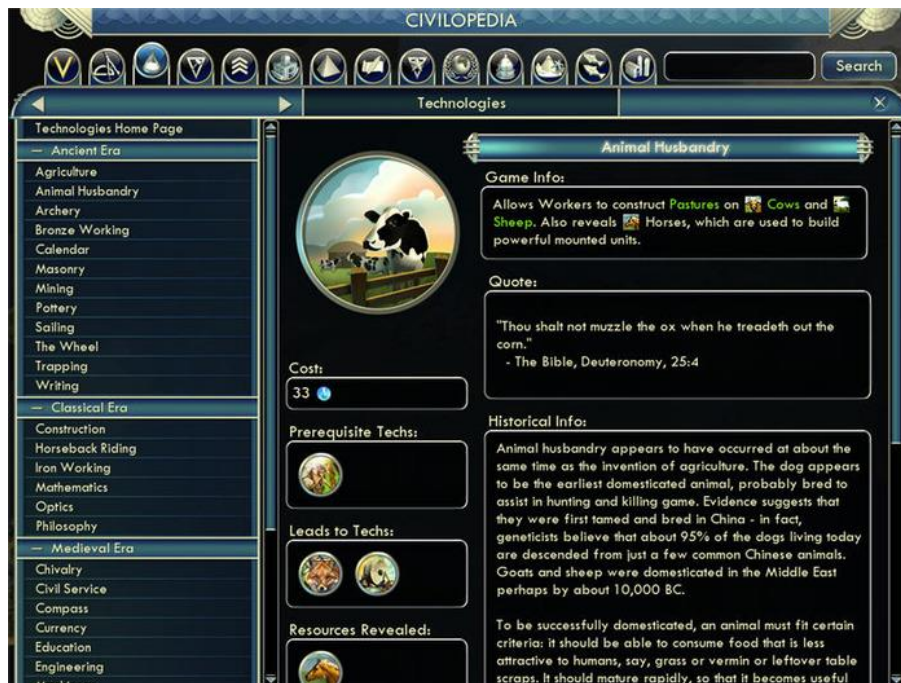 CIVILOPEDIA
Search
Technologies
Technologies Home Page
— Ancient Era
Agriculture
Animal Husbandry
Archery
Bronze Working
Calendar
Masonry
Mining
Pottery
Sailing
The Wheel
Trapping
Writing
— Classical Era
Construction
Horseback Riding
Iron Working
Mathematics
Optics
Philosophy
— Medieval Era
Chivalry
Civil Service
Compass
Currency
Education
Engineering
Cost:
33
Prerequisite Techs:
Leads to Techs:
Resources Revealed:
Animal Husbandry
Game Info:
Allows Workers to construct Pastures on Cows and
Sheep. Also reveals Horses, which are used to build
powerful mounted units.
Quote:
"Thou shalt not muzzle the ox when he treadeth out the
corn."
- The Bible, Deuteronomy, 25:4
Historical Info:
Animal husbandry appears to have occurred at about the
same time as the invention of agriculture. The dog appears
to be the earliest domesticated animal, probably bred to
assist in hunting and killing game. Evidence suggests that
they were first tamed and bred in China - in fact,
geneticists believe that about 95% of the dogs living today
are descended from just a few common Chinese animals.
Goats and sheep were domesticated in the Middle East
perhaps by about 10,000 BC.
To be successfully domesticated, an animal must fit certain
criteria: it should be able to consume food that is less
attractive to humans, say, grass or vermin or leftover table
scraps. It should mature rapidly, so that it becomes useful